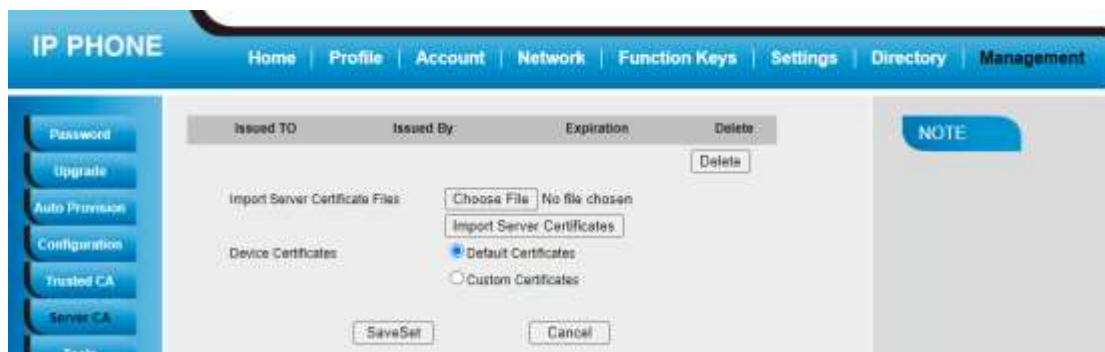 IP PHONE
Home | Profile | Account | Network | Function Keys | Settings | Directory | Management
Password
Upgrade
Auto Provision
Configuration
Trusted CA
Server CA
Tools
Issued TO Issued By Expiration Delete
Delete
Import Server Certificate Files Choose File No file chosen
Import Server Certificates
Device Certificates Default Certificates
Custom Certificates
SaveSet Cancel
NOTE